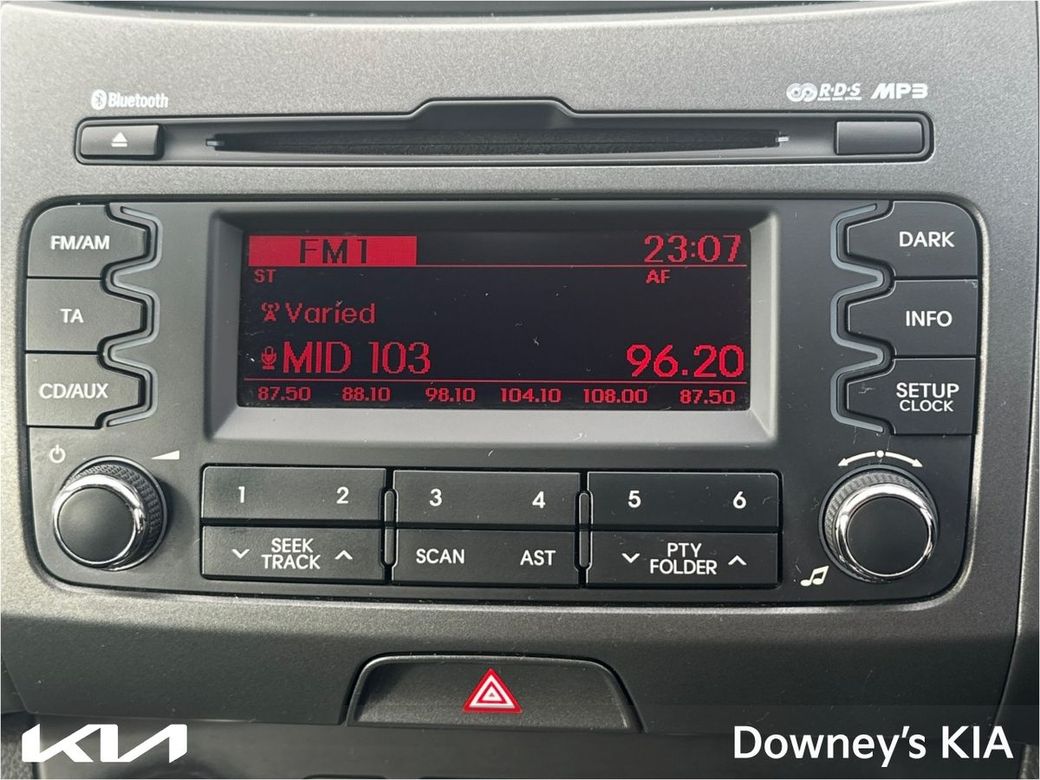 Bluetooth
R·D·S MP3
FM/AM
TA
CD/AUX
FM1 23:07
ST AF
Varied
MID 103 96.20
87.50 88.10 98.10 104.10 108.00 87.50
DARK
INFO
SETUP
CLOCK
1 2 3 4 5 6
SEEK
TRACK
SCAN AST
PTY
FOLDER
KIA
Downey's KIA